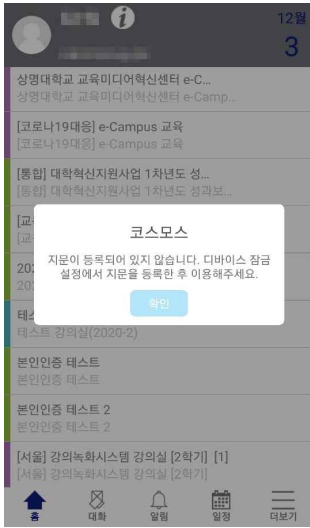 12월
3
상명대학교 교육미디어혁신센터 e-C...
상명대학교 교육미디어혁신센터 e-Camp...
[코로나19대응] e-Campus 교육
[코로나19대응] e-Campus 교육
[통합] 대학혁신지원사업 1차년도 성...
[통합] 대학혁신지원사업 1차년도 성과보...
코스모스
지문이 등록되어 있지 않습니다. 디바이스 잠금
설정에서 지문을 등록한 후 이용해주세요.
확인
테스트 강의실(2020-2)
본인인증 테스트
본인인증 테스트
본인인증 테스트 2
본인인증 테스트 2
[서울] 강의녹화시스템 강의실 [2학기] [1]
[서울] 강의녹화시스템 강의실 [2학기]
홈 대화 알림 일정 더보기